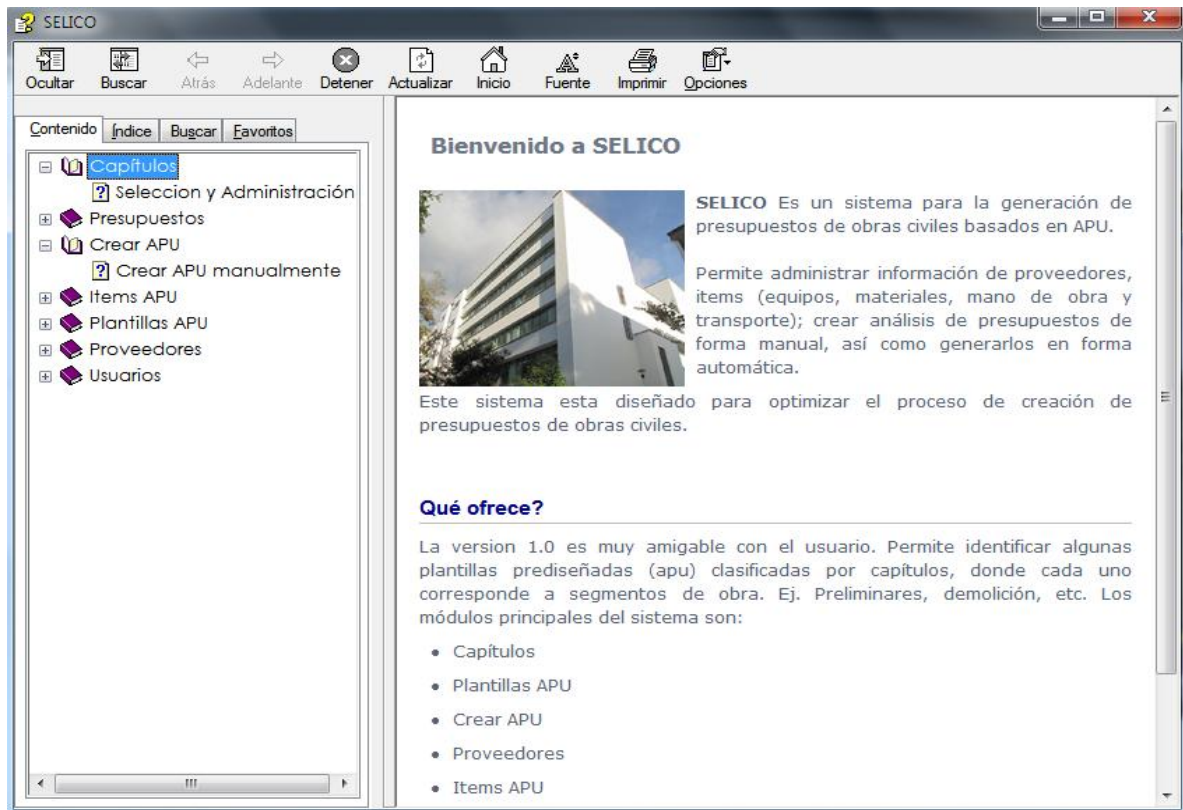 SELICO
Ocultar Buscar Atrás Adelante Detener Actualizar Inicio Fuente Imprimir Opciones
Contenido Índice Buscar Favoritos
Capítulos
Seleccion y Administración
Presupuestos
Crear APU
Crear APU manualmente
Items APU
Plantillas APU
Proveedores
Usuarios
Bienvenido a SELICO
SELICO Es un sistema para la generación de
presupuestos de obras civiles basados en APU.
Permite administrar información de proveedores,
items (equipos, materiales, mano de obra y
transporte); crear análisis de presupuestos de
forma manual, así como generarlos en forma
automática.
Este sistema esta diseñado para optimizar el proceso de creación de
presupuestos de obras civiles.
Qué ofrece?
La version 1.0 es muy amigable con el usuario. Permite identificar algunas
plantillas prediseñadas (apu) clasificadas por capítulos, donde cada uno
corresponde a segmentos de obra. Ej. Preliminares, demolición, etc. Los
módulos principales del sistema son:
• Capítulos
• Plantillas APU
• Crear APU
• Proveedores
• Items APU